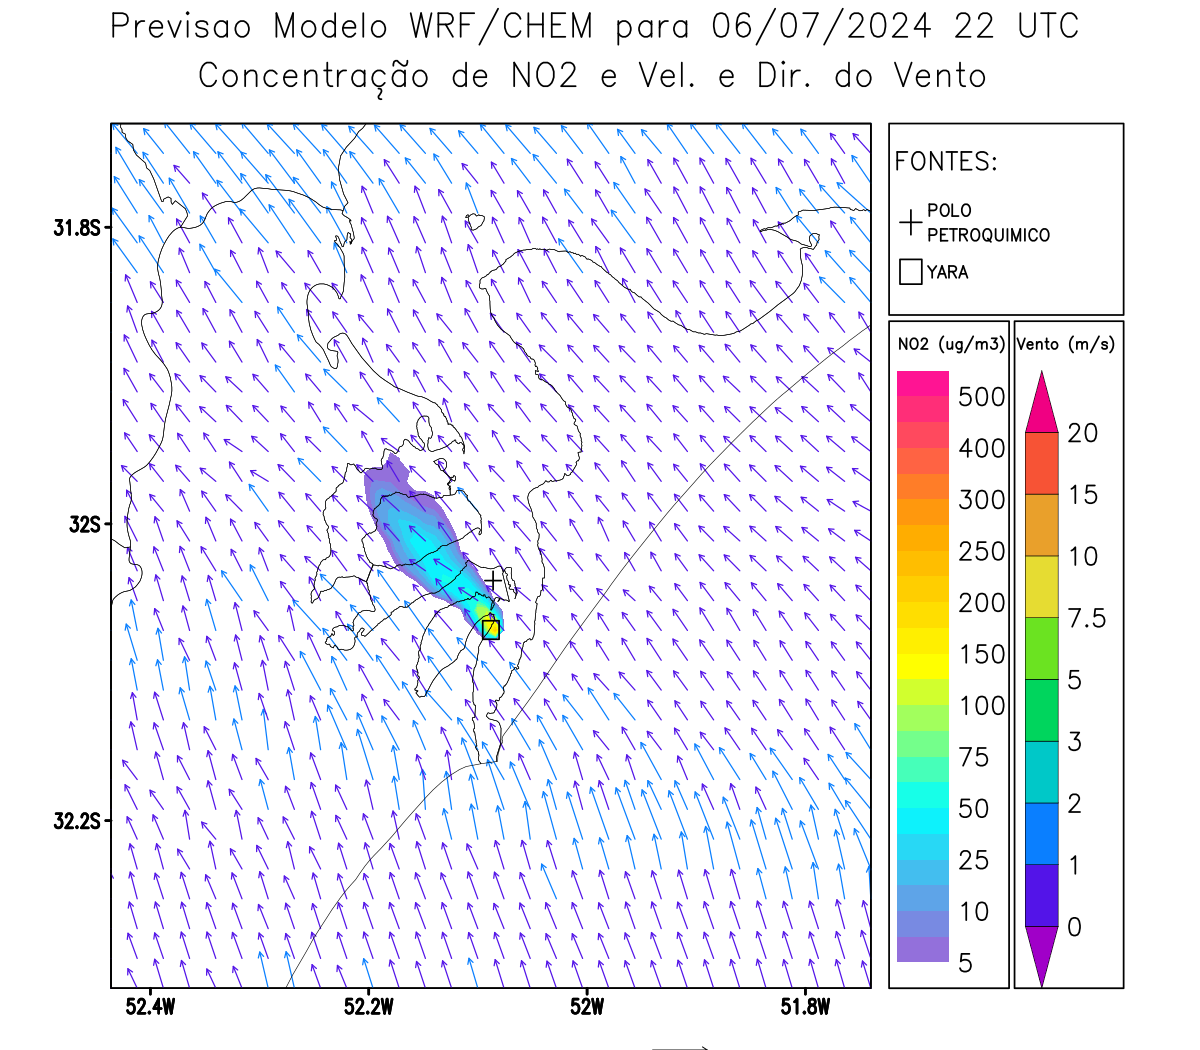 Previsao Modelo WRF/CHEM para 06/07/2024 22 UTC
Concentração de NO2 e Vel. e Dir. do Vento
FONTES:
POLO
PETROQUIMICO
YARA
31.8S
32S
32.2S
52.4W
52.2W
52W
51.8W
NO2 (ug/m3)
500
400
300
250
200
150
100
75
50
25
10
5
Vento (m/s)
20
15
10
7.5
5
3
2
1
0